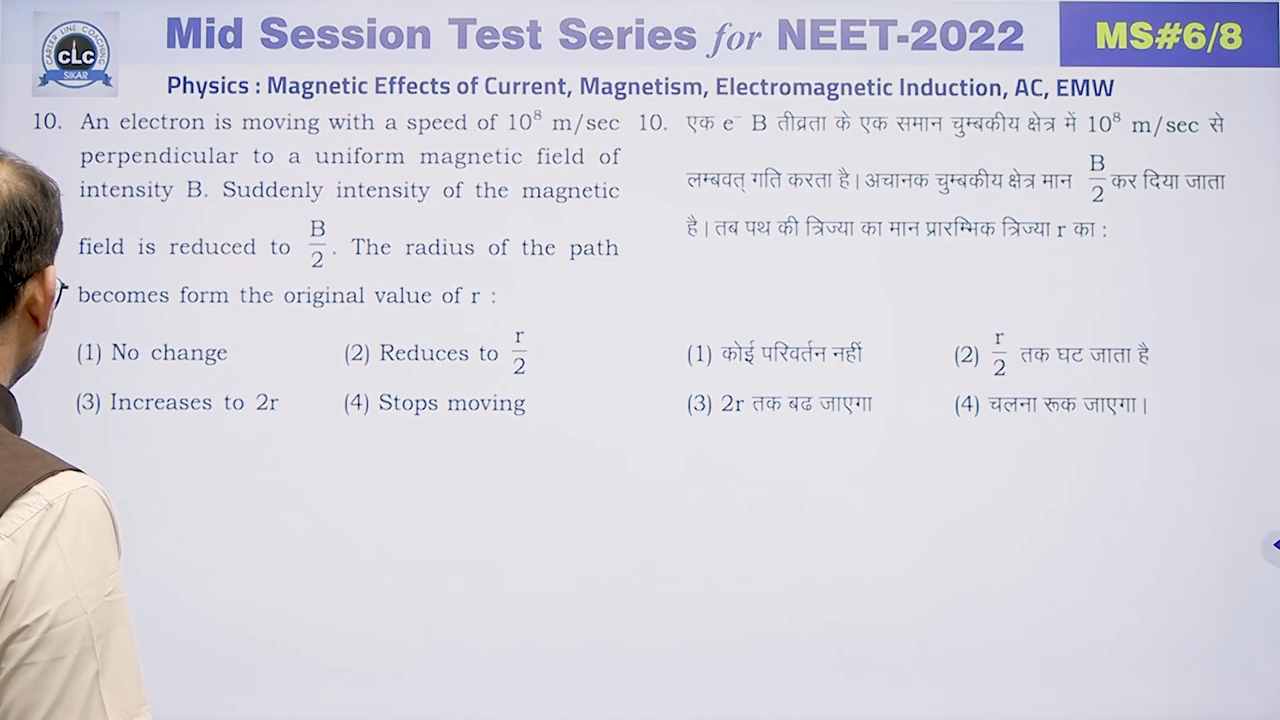 CAREER LINE COACHING
CLC
SIKAR
Mid Session Test Series for NEET-2022
MS#6/8
Physics : Magnetic Effects of Current, Magnetism, Electromagnetic Induction, AC, EMW
10. An electron is moving with a speed of 10⁸ m/sec
perpendicular to a uniform magnetic field of
intensity B. Suddenly intensity of the magnetic
field is reduced to B/2. The radius of the path
becomes form the original value of r :
(1) No change (2) Reduces to r/2
(3) Increases to 2r (4) Stops moving
10. एक e⁻ B तीव्रता के एक समान चुम्बकीय क्षेत्र में 10⁸ m/sec से
लम्बवत् गति करता है। अचानक चुम्बकीय क्षेत्र मान B/2 कर दिया जाता
है। तब पथ की त्रिज्या का मान प्रारम्भिक त्रिज्या r का :
(1) कोई परिवर्तन नहीं (2) r/2 तक घट जाता है
(3) 2r तक बढ जाएगा (4) चलना रूक जाएगा।